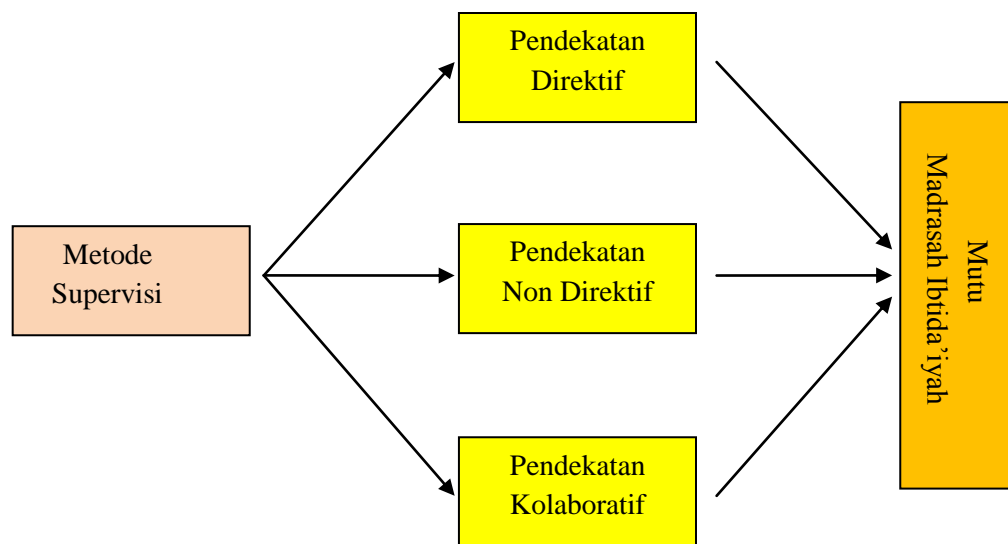 Pendekatan
Direktif
Metode
Supervisi
Pendekatan
Non Direktif
Pendekatan
Kolaboratif
Mutu
Madrasah Ibtida’iyah